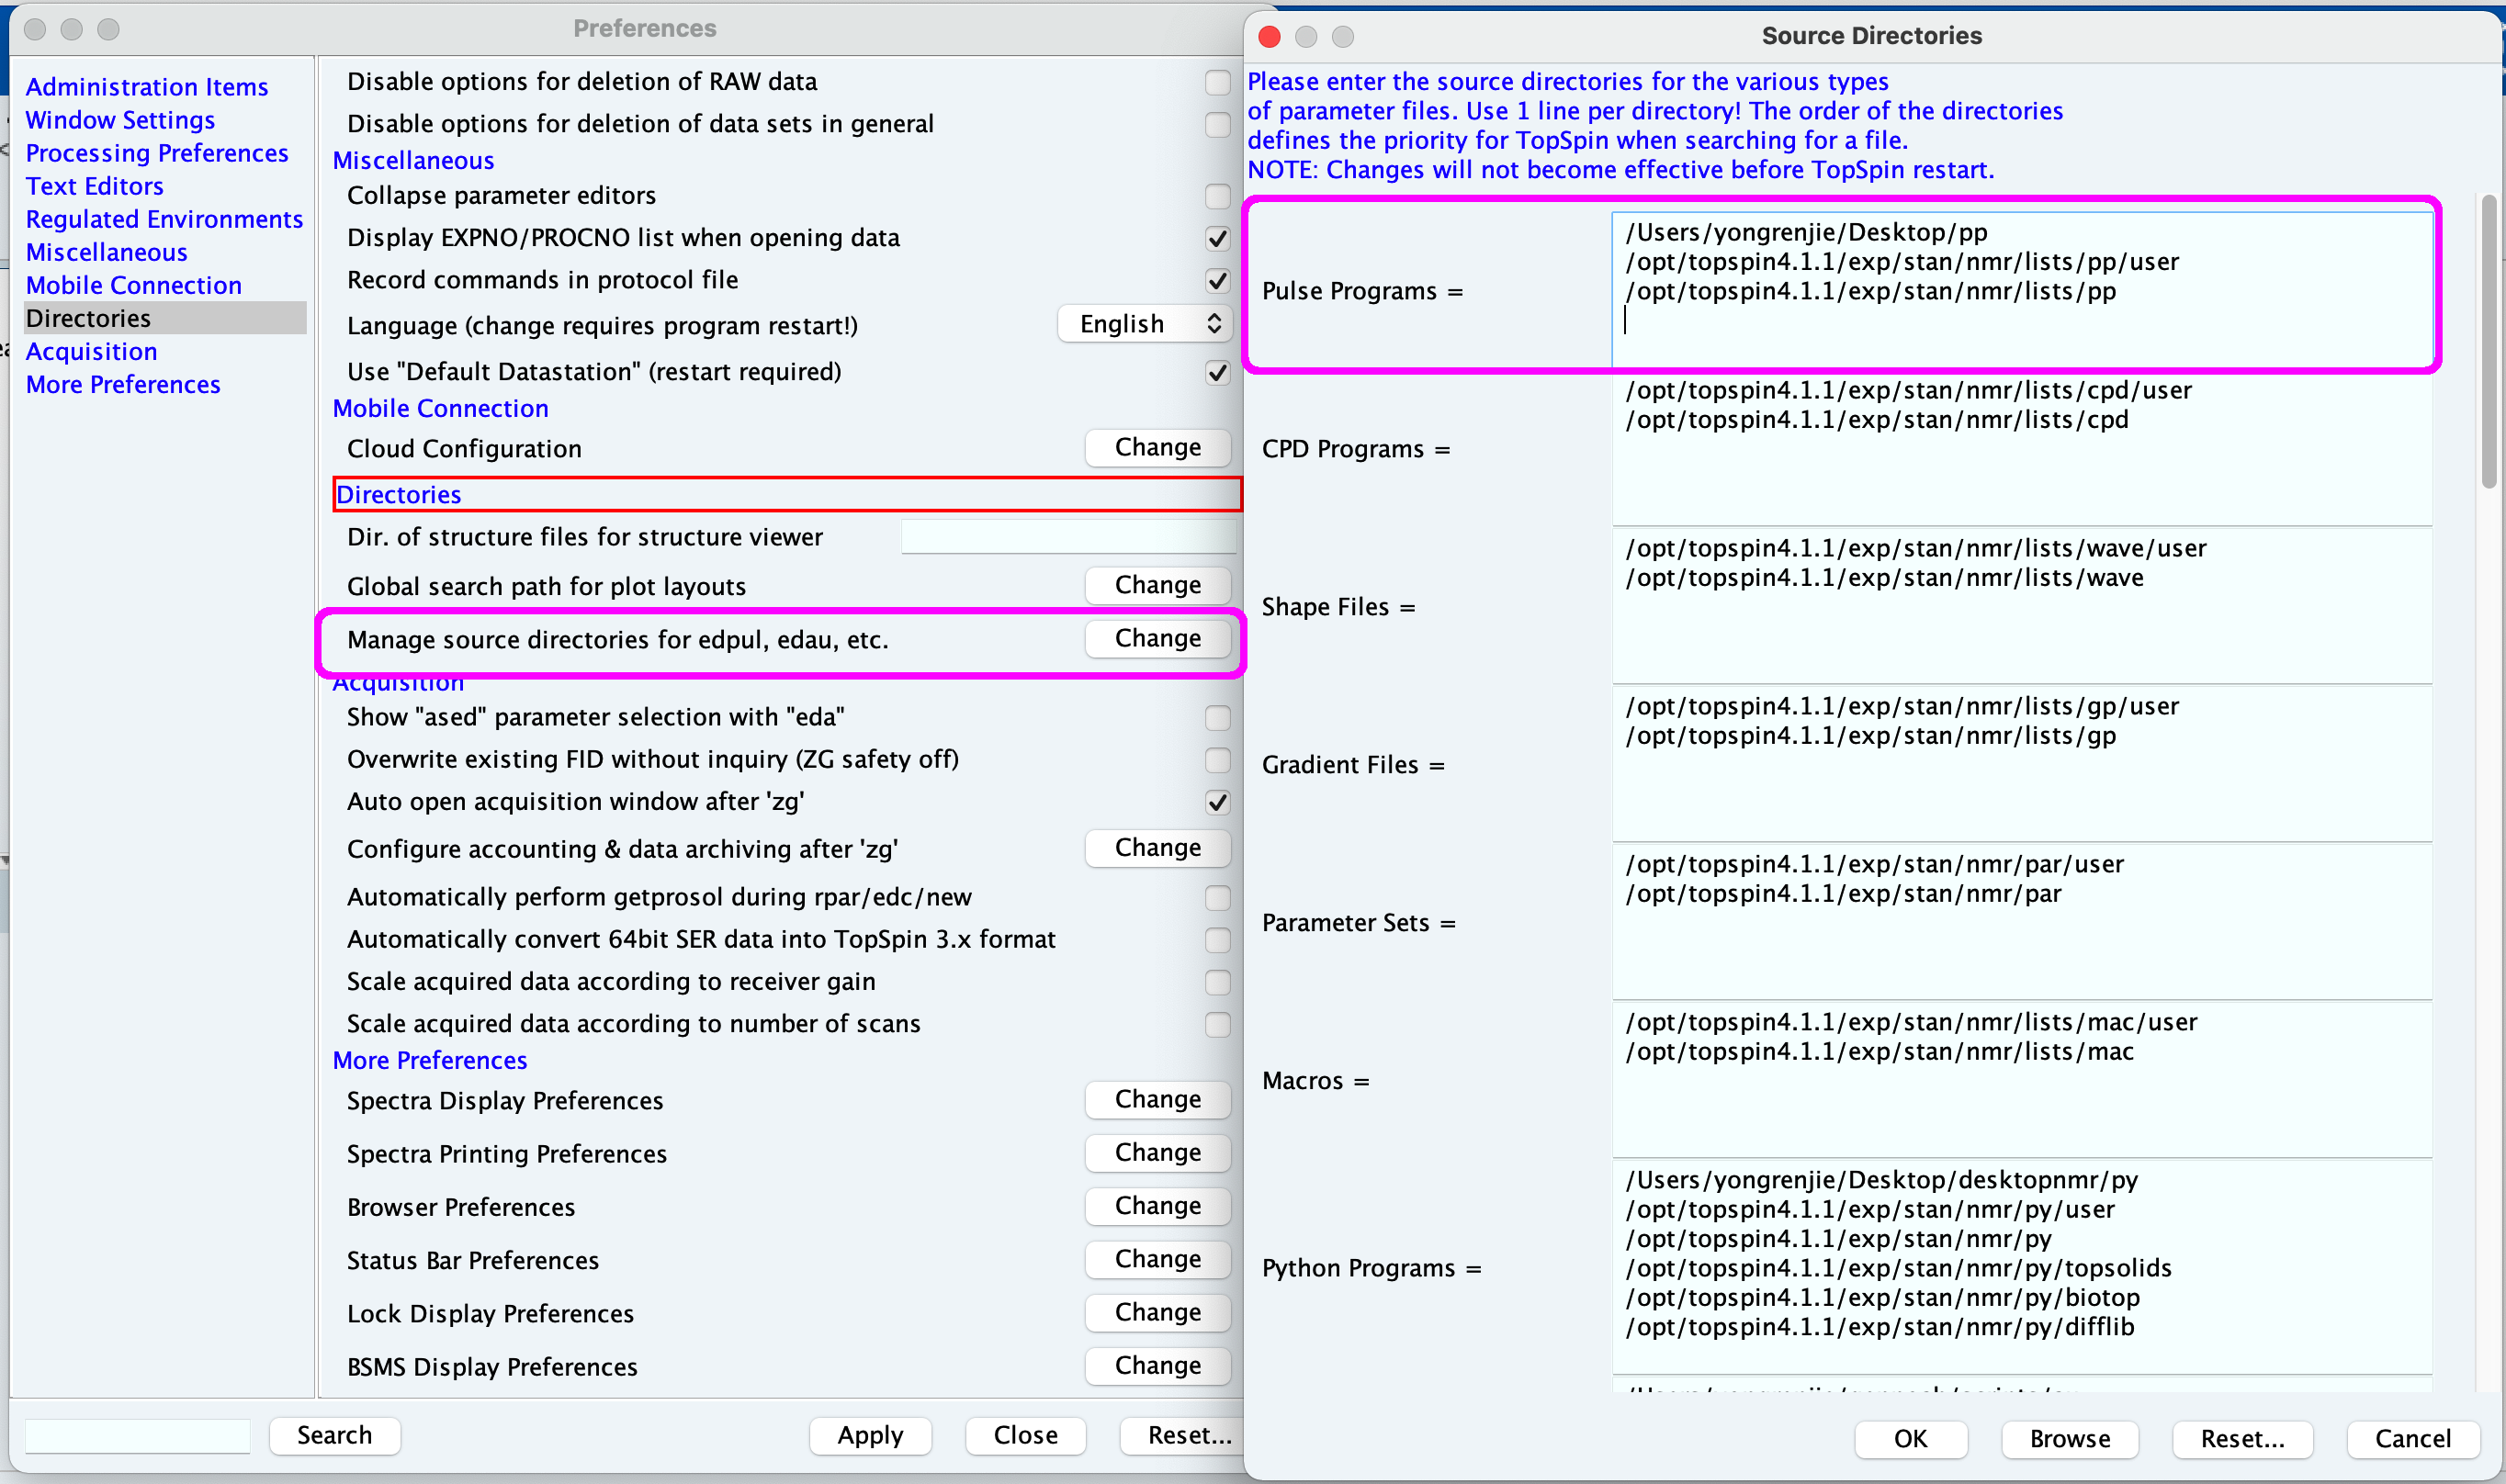 Preferences
Administration Items
Window Settings
Processing Preferences
Text Editors
Regulated Environments
Miscellaneous
Mobile Connection
Directories
Acquisition
More Preferences
Disable options for deletion of RAW data
Disable options for deletion of data sets in general
Miscellaneous
Collapse parameter editors
Display EXPNO/PROCNO list when opening data
Record commands in protocol file
Language (change requires program restart!) English
Use "Default Datastation" (restart required)
Mobile Connection
Cloud Configuration Change
Directories
Dir. of structure files for structure viewer
Global search path for plot layouts Change
Manage source directories for edpul, edau, etc. Change
Acquisition
Show "ased" parameter selection with "eda"
Overwrite existing FID without inquiry (ZG safety off)
Auto open acquisition window after 'zg'
Configure accounting & data archiving after 'zg' Change
Automatically perform getprosol during rpar/edc/new
Automatically convert 64bit SER data into TopSpin 3.x format
Scale acquired data according to receiver gain
Scale acquired data according to number of scans
More Preferences
Spectra Display Preferences Change
Spectra Printing Preferences Change
Browser Preferences Change
Status Bar Preferences Change
Lock Display Preferences Change
BSMS Display Preferences Change
Search Apply Close Reset...
Source Directories
Please enter the source directories for the various types
of parameter files. Use 1 line per directory! The order of the directories
defines the priority for TopSpin when searching for a file.
NOTE: Changes will not become effective before TopSpin restart.
Pulse Programs =
/Users/yongrenjie/Desktop/pp
/opt/topspin4.1.1/exp/stan/nmr/lists/pp/user
/opt/topspin4.1.1/exp/stan/nmr/lists/pp
CPD Programs =
/opt/topspin4.1.1/exp/stan/nmr/lists/cpd/user
/opt/topspin4.1.1/exp/stan/nmr/lists/cpd
Shape Files =
/opt/topspin4.1.1/exp/stan/nmr/lists/wave/user
/opt/topspin4.1.1/exp/stan/nmr/lists/wave
Gradient Files =
/opt/topspin4.1.1/exp/stan/nmr/lists/gp/user
/opt/topspin4.1.1/exp/stan/nmr/lists/gp
Parameter Sets =
/opt/topspin4.1.1/exp/stan/nmr/par/user
/opt/topspin4.1.1/exp/stan/nmr/par
Macros =
/opt/topspin4.1.1/exp/stan/nmr/lists/mac/user
/opt/topspin4.1.1/exp/stan/nmr/lists/mac
Python Programs =
/Users/yongrenjie/Desktop/desktopnmr/py
/opt/topspin4.1.1/exp/stan/nmr/py/user
/opt/topspin4.1.1/exp/stan/nmr/py
/opt/topspin4.1.1/exp/stan/nmr/py/topsolids
/opt/topspin4.1.1/exp/stan/nmr/py/biotop
/opt/topspin4.1.1/exp/stan/nmr/py/difflib
OK Browse Reset... Cancel